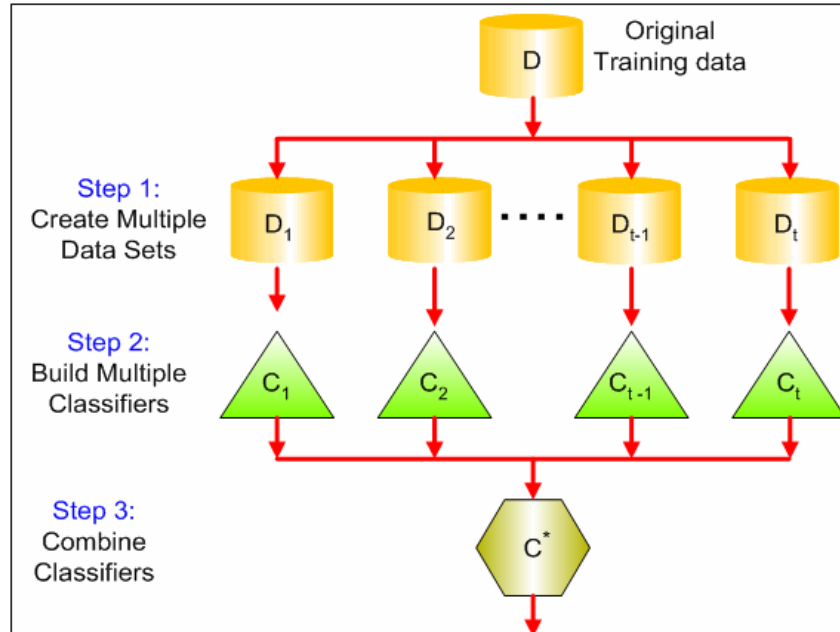 D
Original
Training data
Step 1:
Create Multiple
Data Sets
D₁
D₂
....
Dₜ₋₁
Dₜ
Step 2:
Build Multiple
Classifiers
C₁
C₂
Cₜ₋₁
Cₜ
Step 3:
Combine
Classifiers
C*